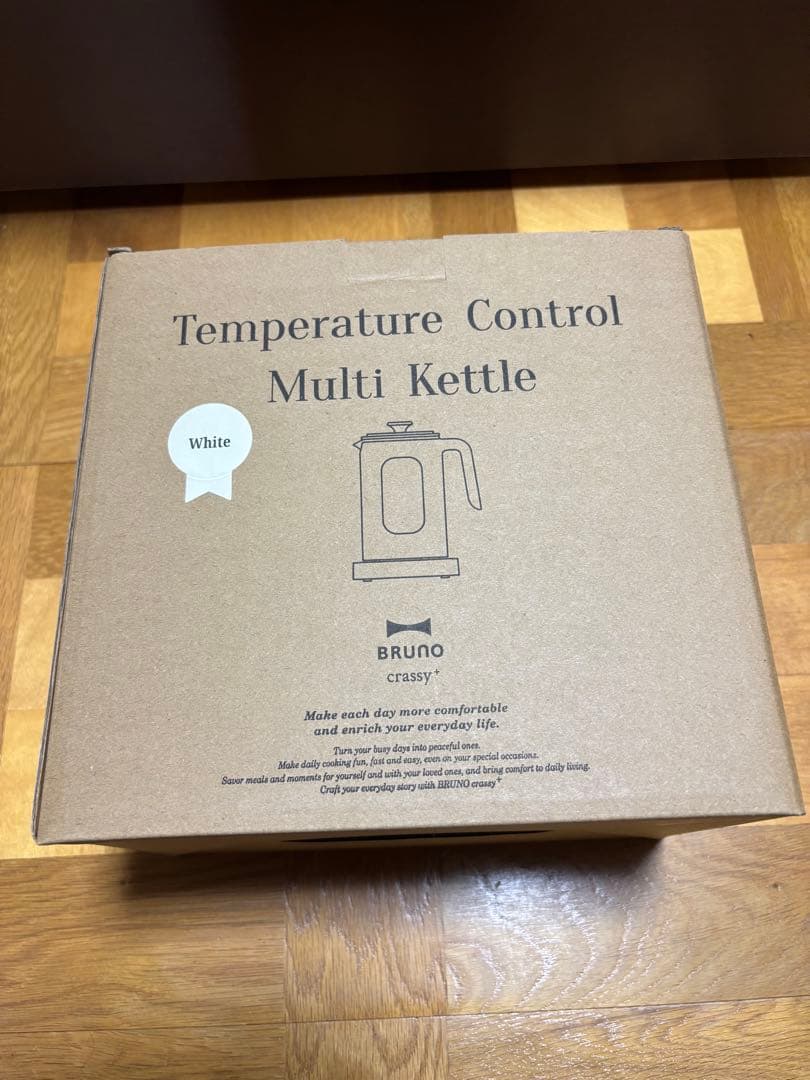 Temperature Control
Multi Kettle
White
BRUNO
crassy+
Make each day more comfortable
and enrich your everyday life.
Turn your busy days into peaceful ones.
Make daily cooking fun, fast and easy, even on your special occasions.
Savor meals and moments for yourself and with your loved ones, and bring comfort to daily living.
Craft your everyday story with BRUNO crassy+